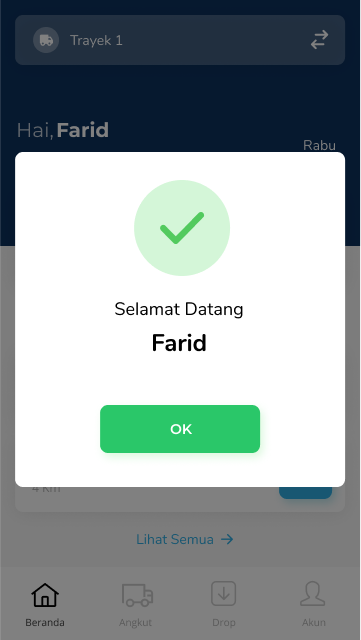 Trayek 1
Hai, Farid
Rabu
Selamat Datang
Farid
OK
4 Km
Lihat Semua →
Beranda
Angkut
Drop
Akun